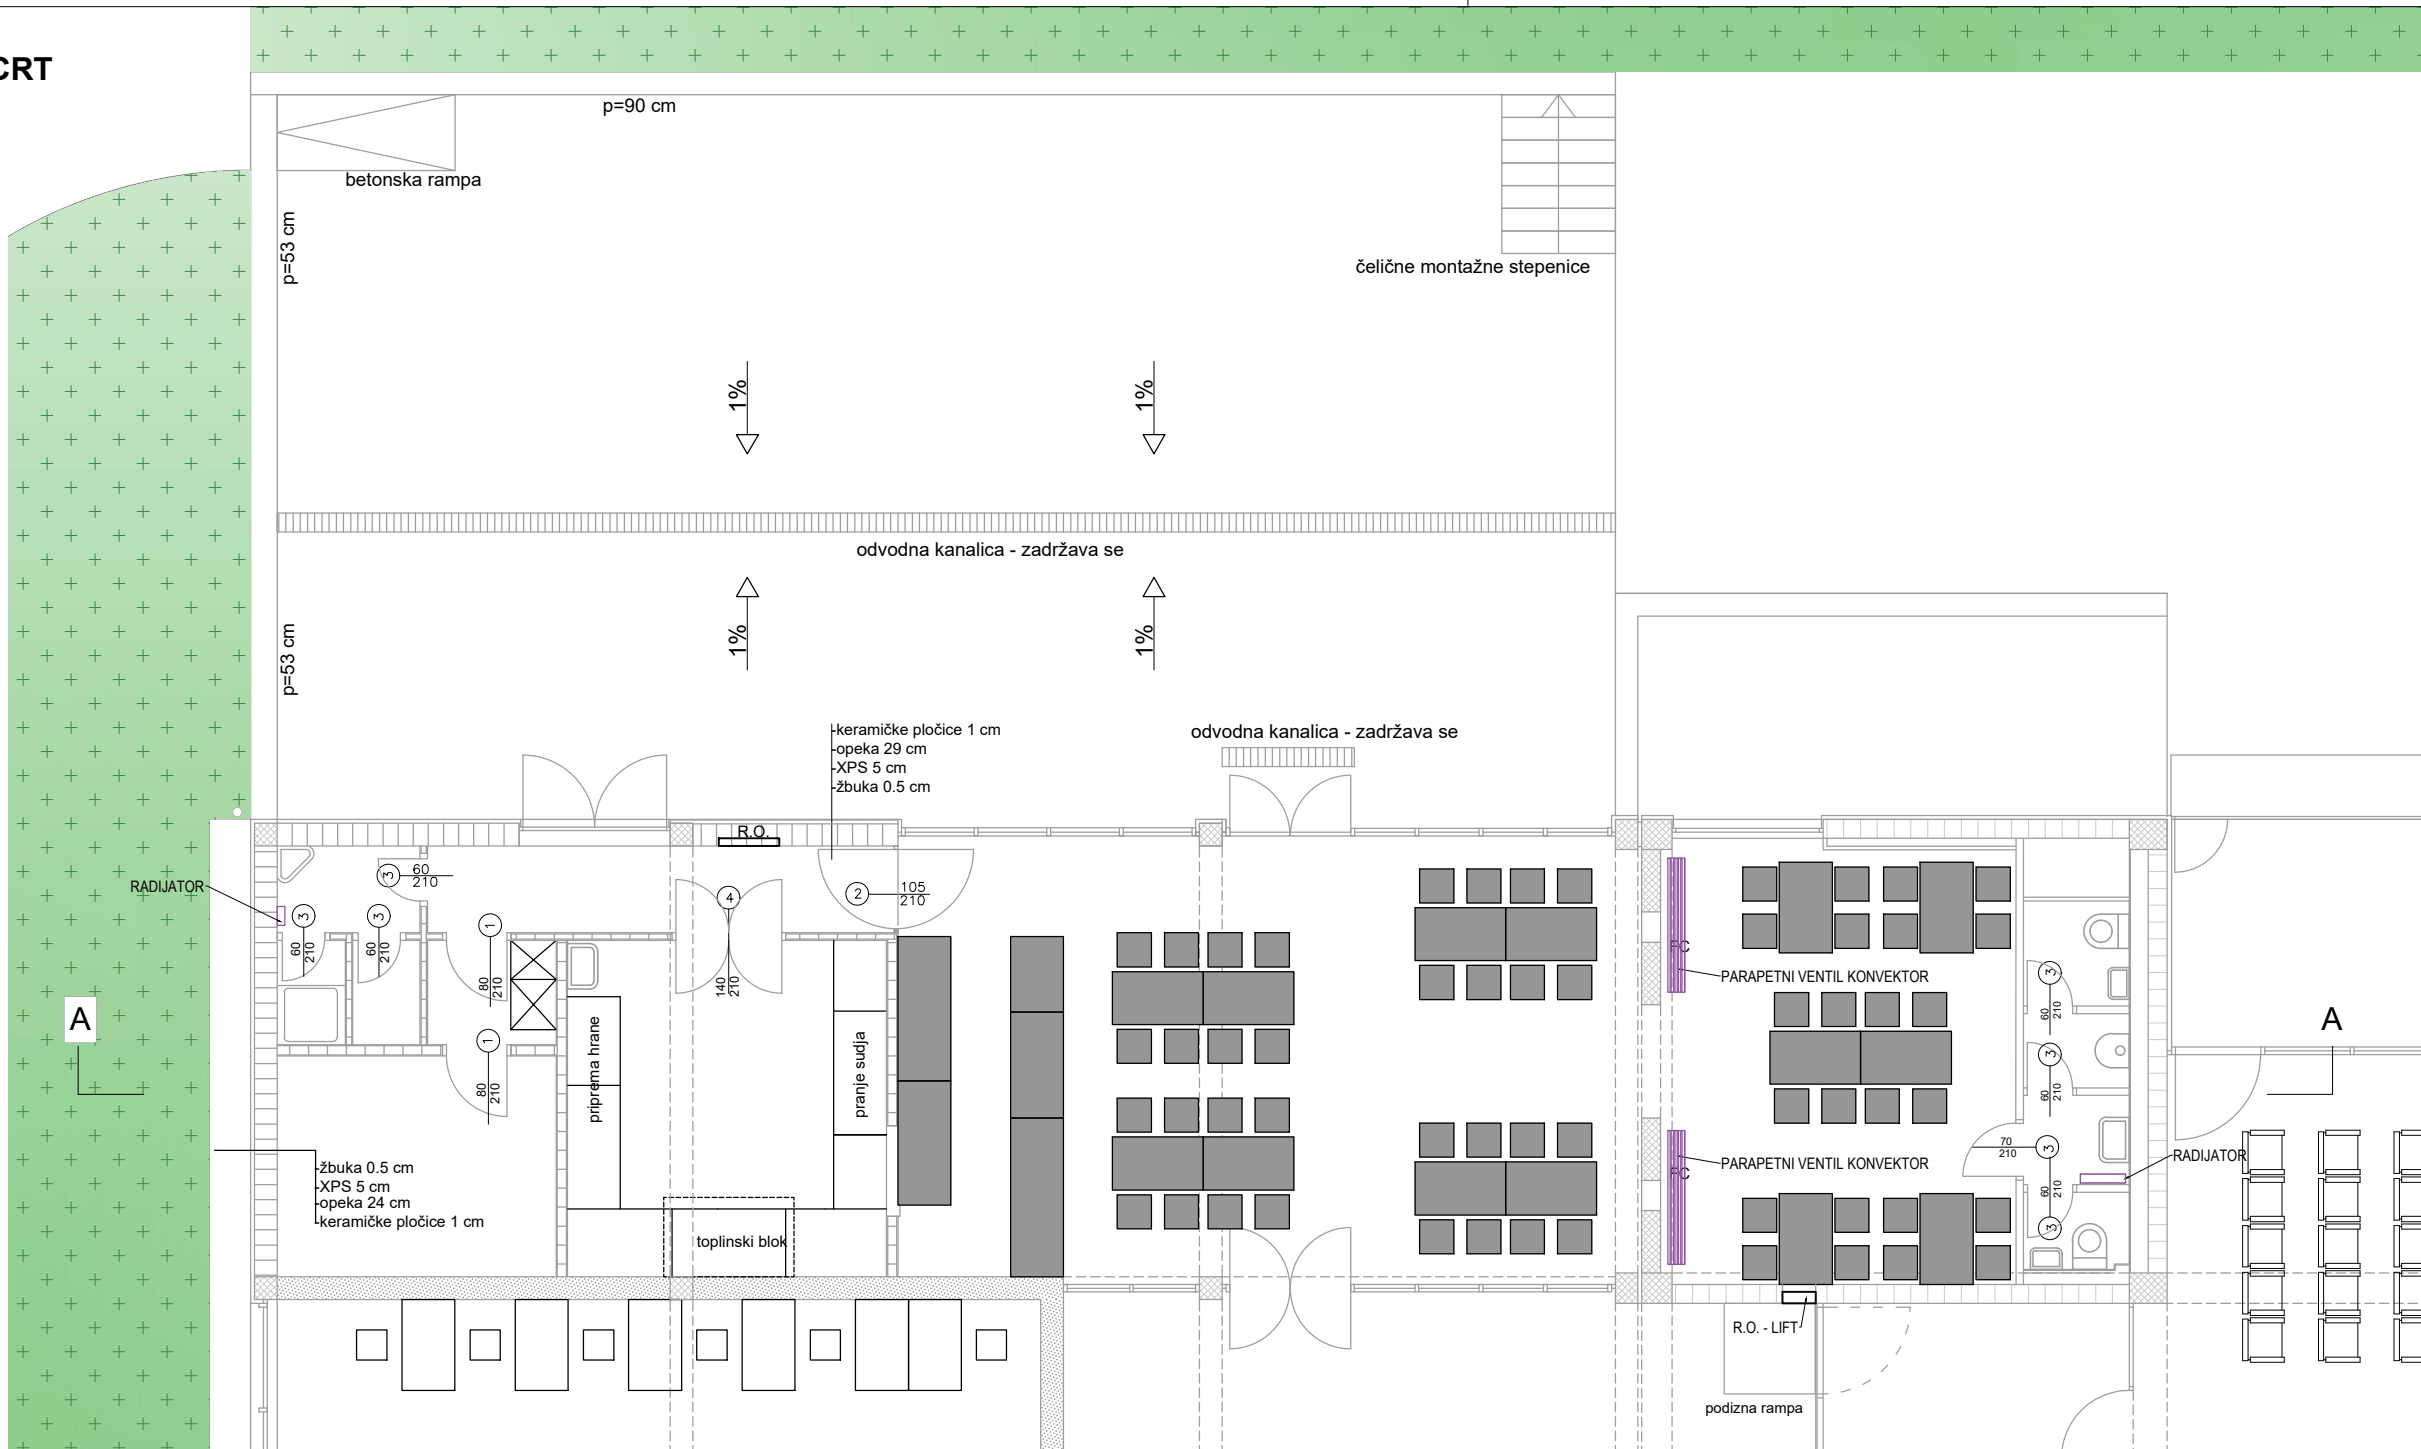 CRT
p=90 cm
betonska rampa
p=53 cm
čelične montažne stepenice
1%
1%
odvodna kanalica - zadržava se
1%
1%
p=53 cm
-keramičke pločice 1 cm
-opeka 29 cm
-XPS 5 cm
-žbuka 0.5 cm
odvodna kanalica - zadržava se
R.O.
RADIJATOR
3
60
210
3
60
210
3
60
210
1
80
210
4
140
210
2
105
210
1
80
210
priprema hrane
pranje sudja
toplinski blok
A
-žbuka 0.5 cm
-XPS 5 cm
-opeka 24 cm
-keramičke pločice 1 cm
FC
PARAPETNI VENTIL KONVEKTOR
FC
PARAPETNI VENTIL KONVEKTOR
3
60
210
3
60
210
70
210
3
60
210
3
RADIJATOR
A
R.O. - LIFT
podizna rampa